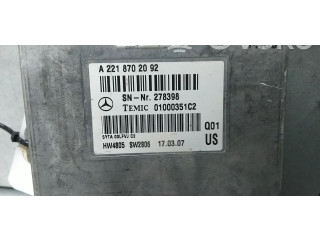 A 221 870 20 92
SN-Nr. 278398
TEMIC 01000351C2
Q01
HW4805 SW2806 17.03.07
US